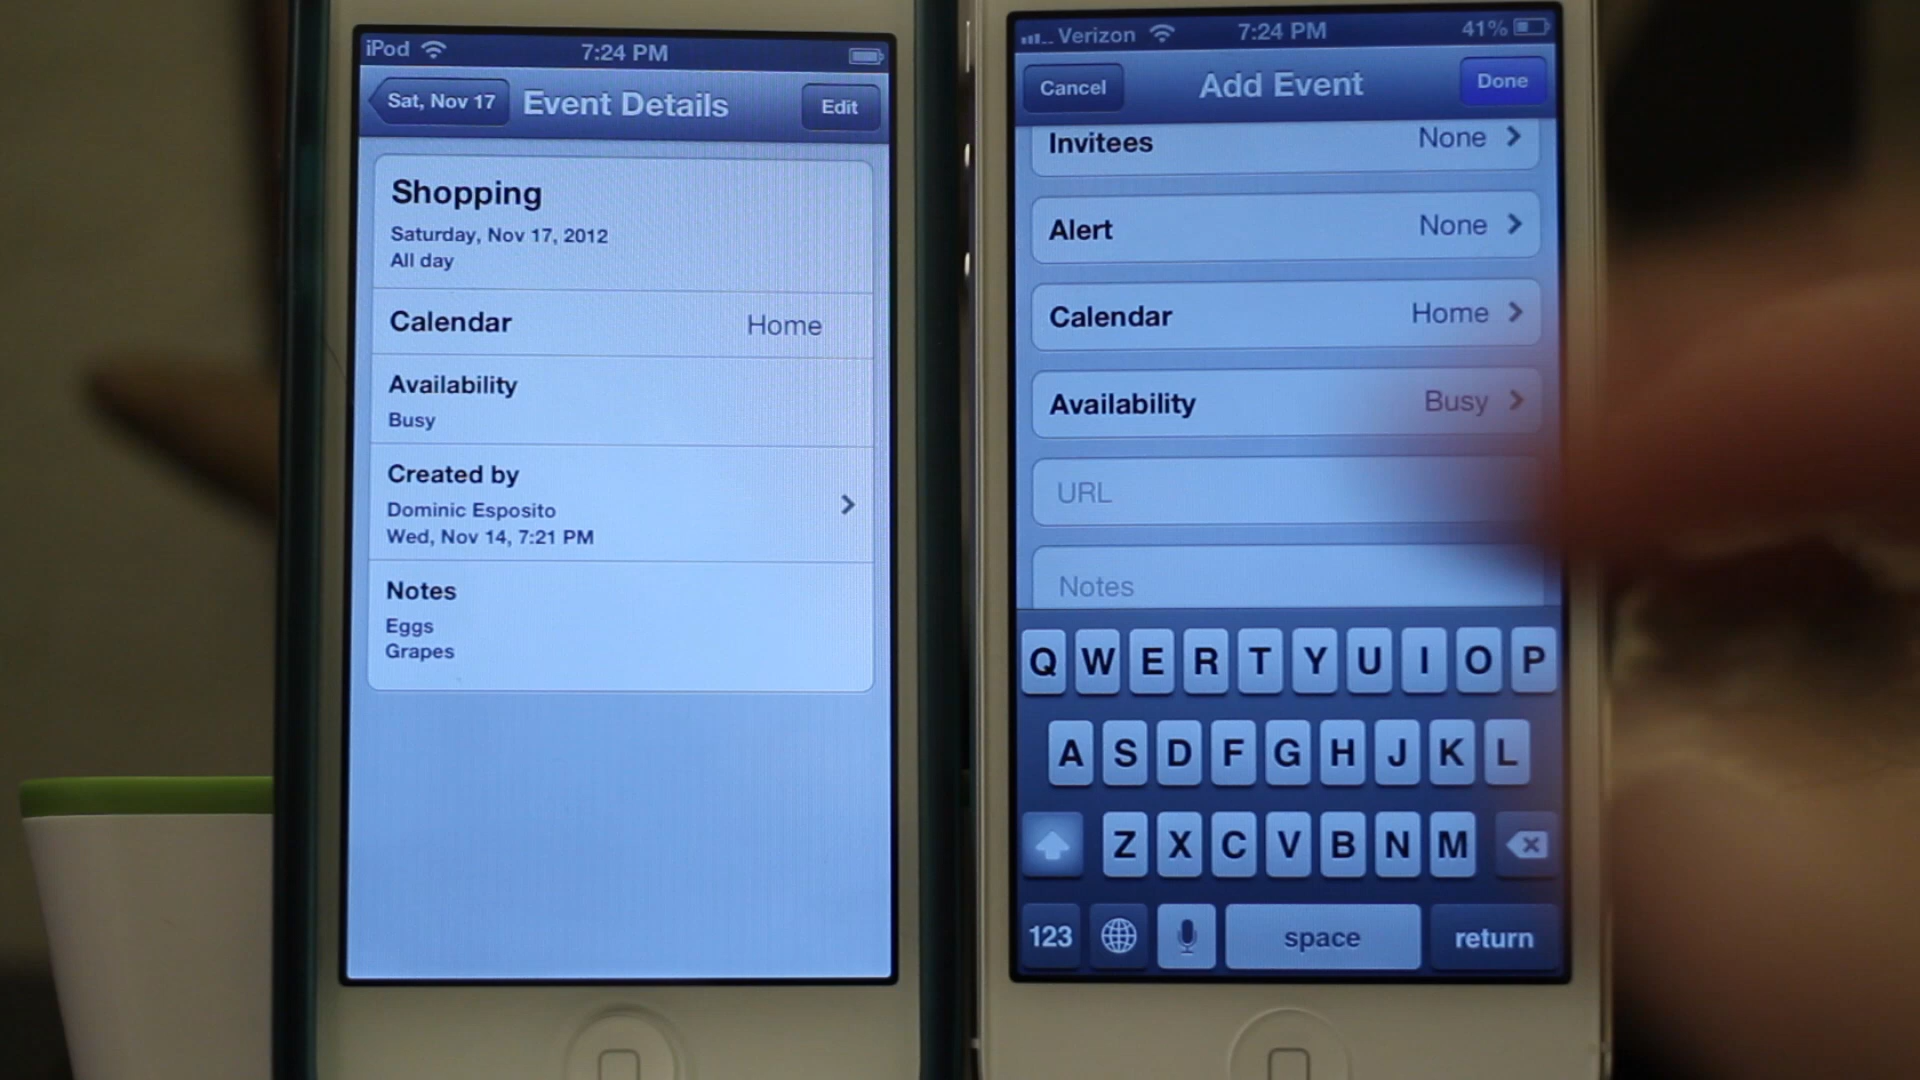 iPod 7:24 PM
Sat, Nov 17 Event Details Edit
Shopping
Saturday, Nov 17, 2012
All day
Calendar Home
Availability
Busy
Created by
Dominic Esposito
Wed, Nov 14, 7:21 PM
Notes
Eggs
Grapes
Verizon 7:24 PM 41%
Cancel Add Event Done
Invitees None
Alert None
Calendar Home
Availability Busy
URL
Notes
Q W E R T Y U I O P
A S D F G H J K L
Z X C V B N M
123 space return